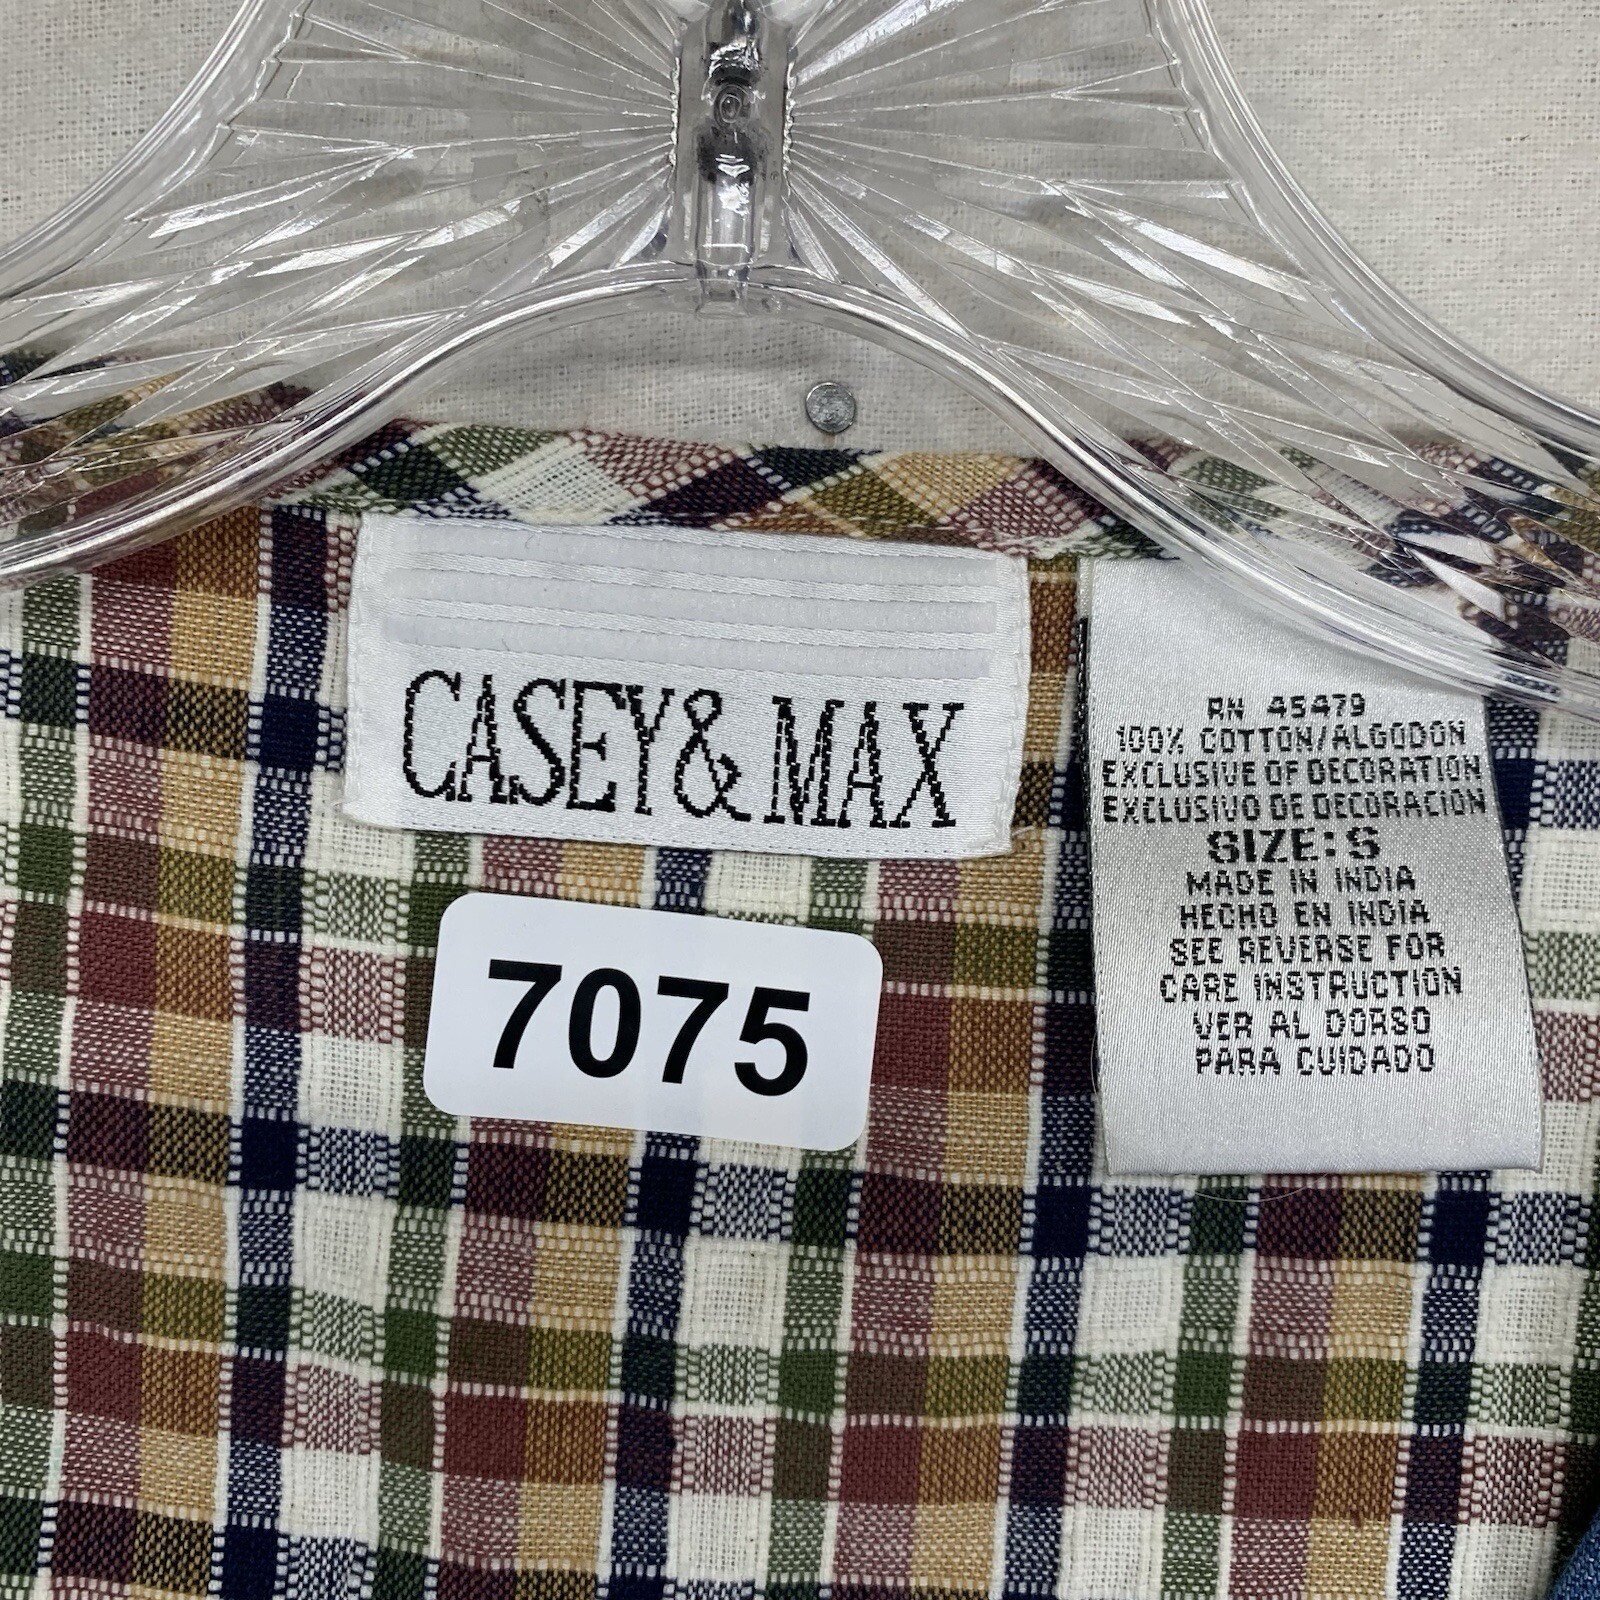 CASEY & MAX
7075
RN 45479
100% COTTON/ALGODON
EXCLUSIVE OF DECORATION
EXCLUSIVO DE DECORACION
SIZE: S
MADE IN INDIA
HECHO EN INDIA
SEE REVERSE FOR
CARE INSTRUCTION
VER AL DORSO
PARA CUIDADO